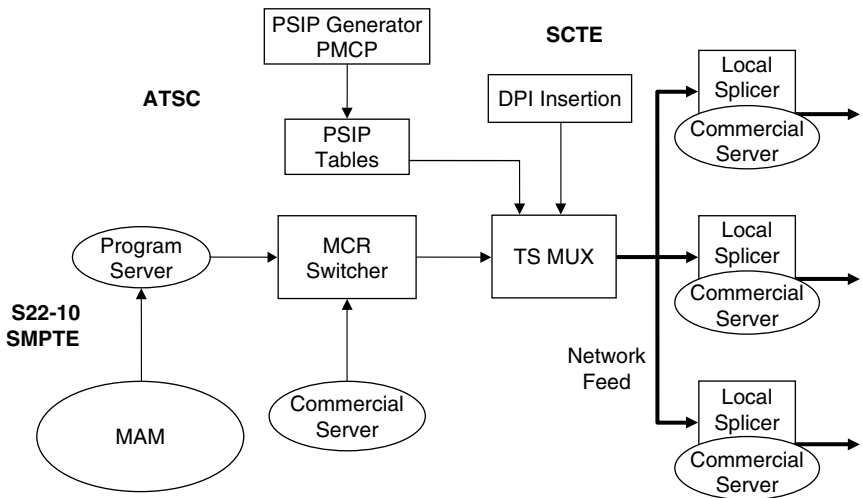 PSIP Generator
PMCP
SCTE
ATSC
DPI Insertion
PSIP
Tables
Local
Splicer
Commercial
Server
Program
Server
MCR
Switcher
TS MUX
Local
Splicer
Commercial
Server
S22-10
SMPTE
Network
Feed
MAM
Commercial
Server
Local
Splicer
Commercial
Server